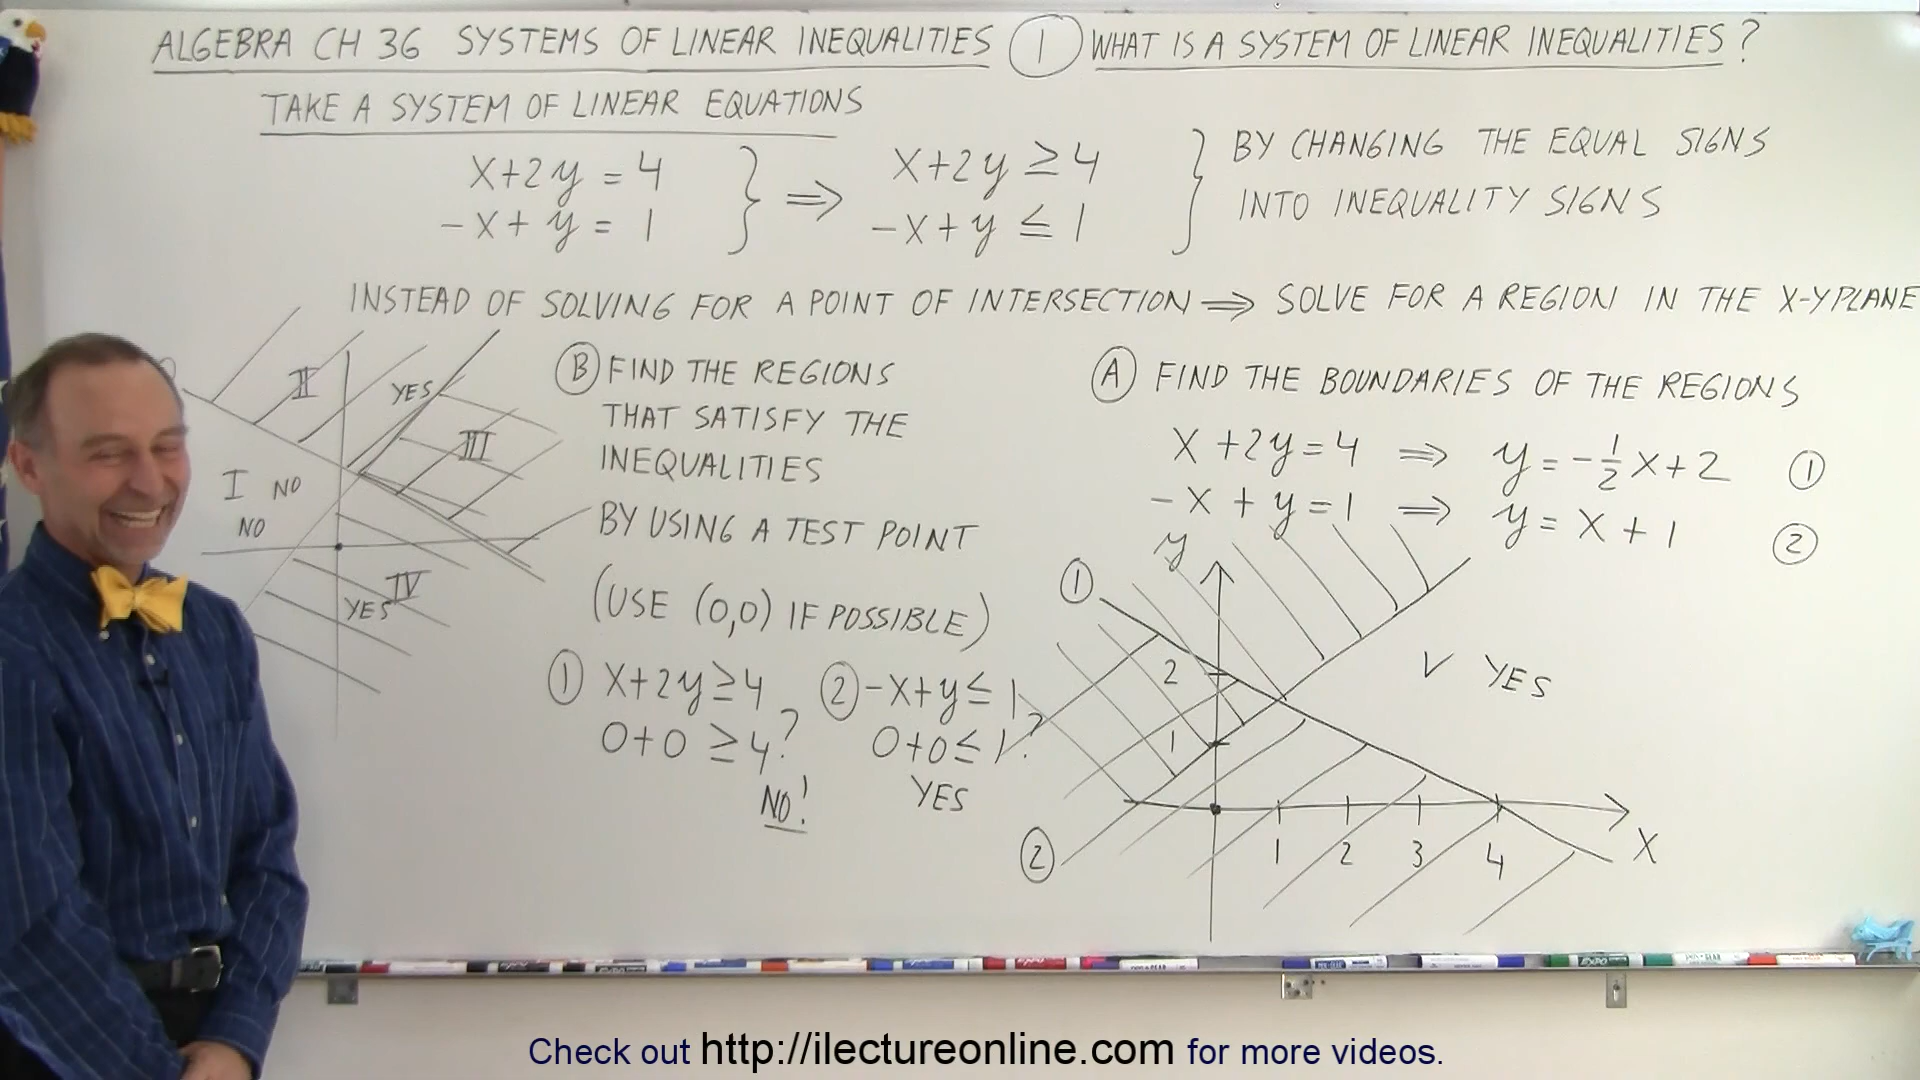 ALGEBRA CH 36 SYSTEMS OF LINEAR INEQUALITIES ① WHAT IS A SYSTEM OF LINEAR INEQUALITIES?
TAKE A SYSTEM OF LINEAR EQUATIONS
x+2y=4
-x+y=1
} ⇒
x+2y≥4
-x+y≤1
} BY CHANGING THE EQUAL SIGNS
INTO INEQUALITY SIGNS
INSTEAD OF SOLVING FOR A POINT OF INTERSECTION ⇒ SOLVE FOR A REGION IN THE X-Y PLANE
II
YES
III
I NO
NO
IV
YES
Ⓑ FIND THE REGIONS
THAT SATISFY THE
INEQUALITIES
BY USING A TEST POINT
(USE (0,0) IF POSSIBLE)
① x+2y≥4
0+0≥4?
NO!
② -x+y≤1
0+0≤1?
YES
Ⓐ FIND THE BOUNDARIES OF THE REGIONS
x+2y=4 ⇒ y=-½x+2 ①
-x+y=1 ⇒ y=x+1 ②
y
①
2
V YES
1
②
1 2 3 4 X
Check out http://ilectureonline.com for more videos.